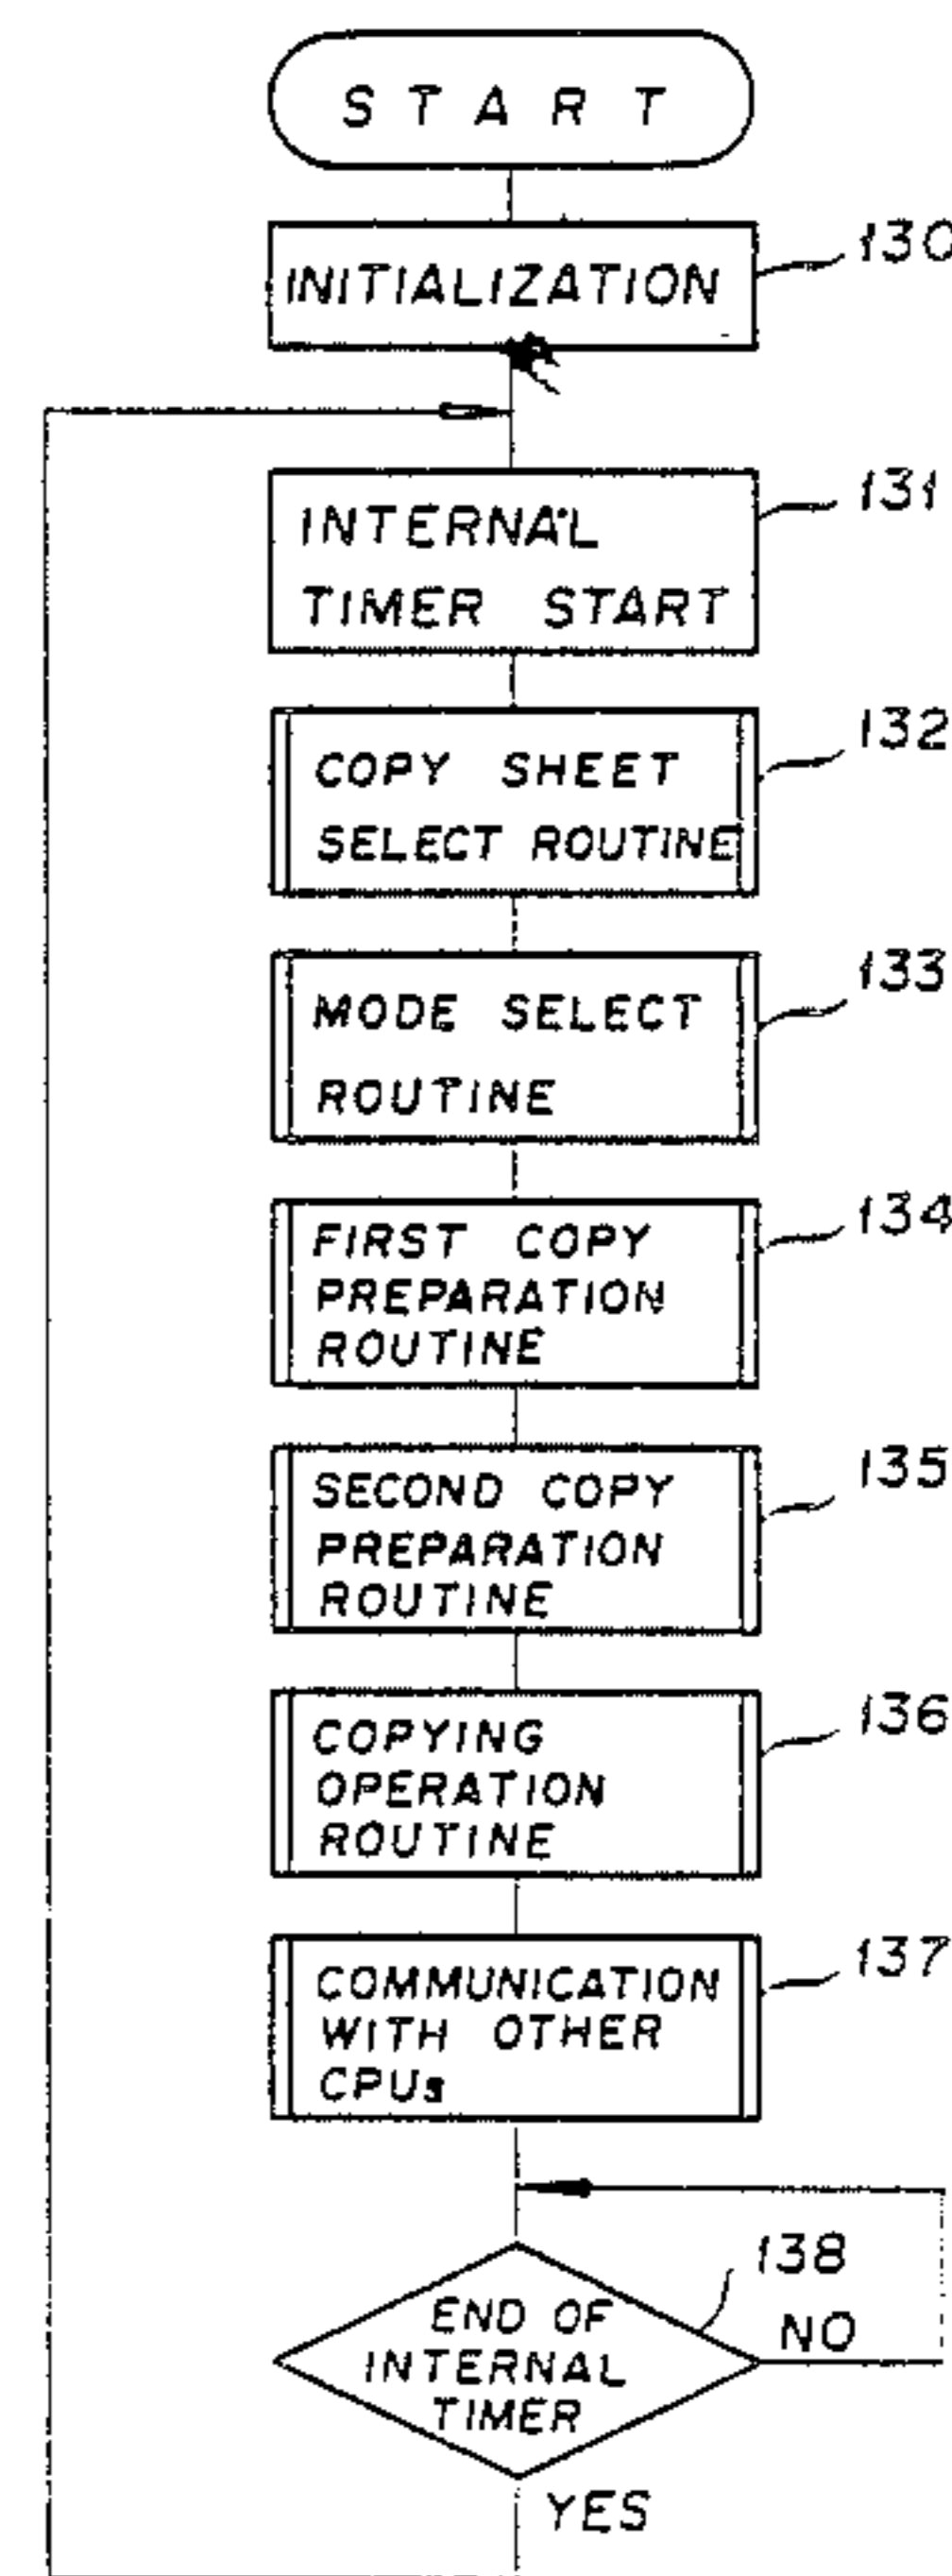 START
130
INITIALIZATION
131
INTERNAL
TIMER START
132
COPY SHEET
SELECT ROUTINE
133
MODE SELECT
ROUTINE
134
FIRST COPY
PREPARATION
ROUTINE
135
SECOND COPY
PREPARATION
ROUTINE
136
COPYING
OPERATION
ROUTINE
137
COMMUNICATION
WITH OTHER
CPUs
138
END OF
INTERNAL
TIMER
NO
YES